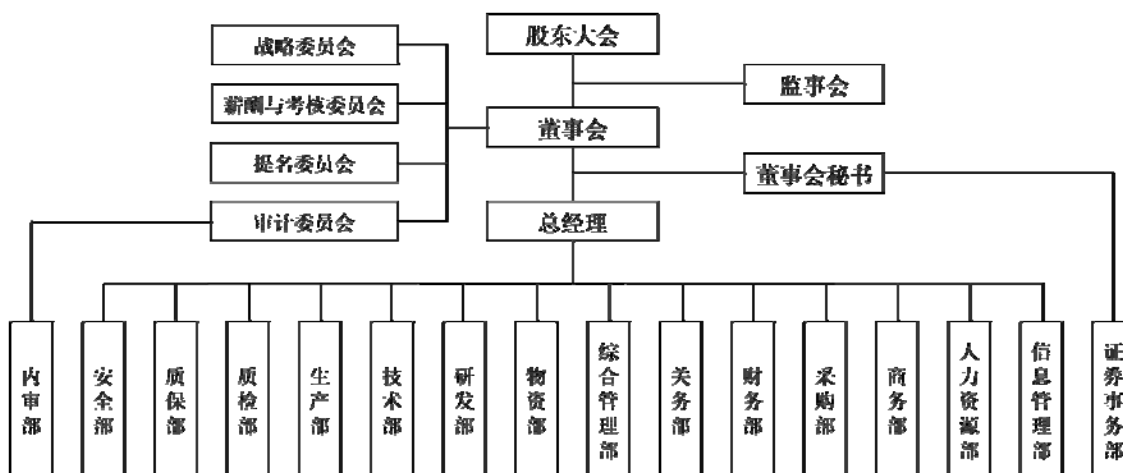 股东大会
战略委员会
监事会
薪酬与考核委员会
董事会
提名委员会
董事会秘书
审计委员会
总经理
内审部
安全部
质保部
质检部
生产部
技术部
研发部
物资部
综合管理部
关务部
财务部
采购部
商务部
人力资源部
信息管理部
证券事务部